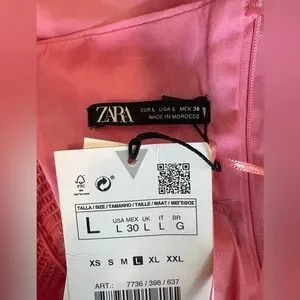 ZARA
EUR L USA L MEX 30
MADE IN MOROCCO
FSC
TALLA / SIZE / TAMANHO / TAILLE / MAAT /
L
USA MEX UK IT BR
L 30 L L G
XS S M L XL XXL
ART.: 7736 / 398 / 637